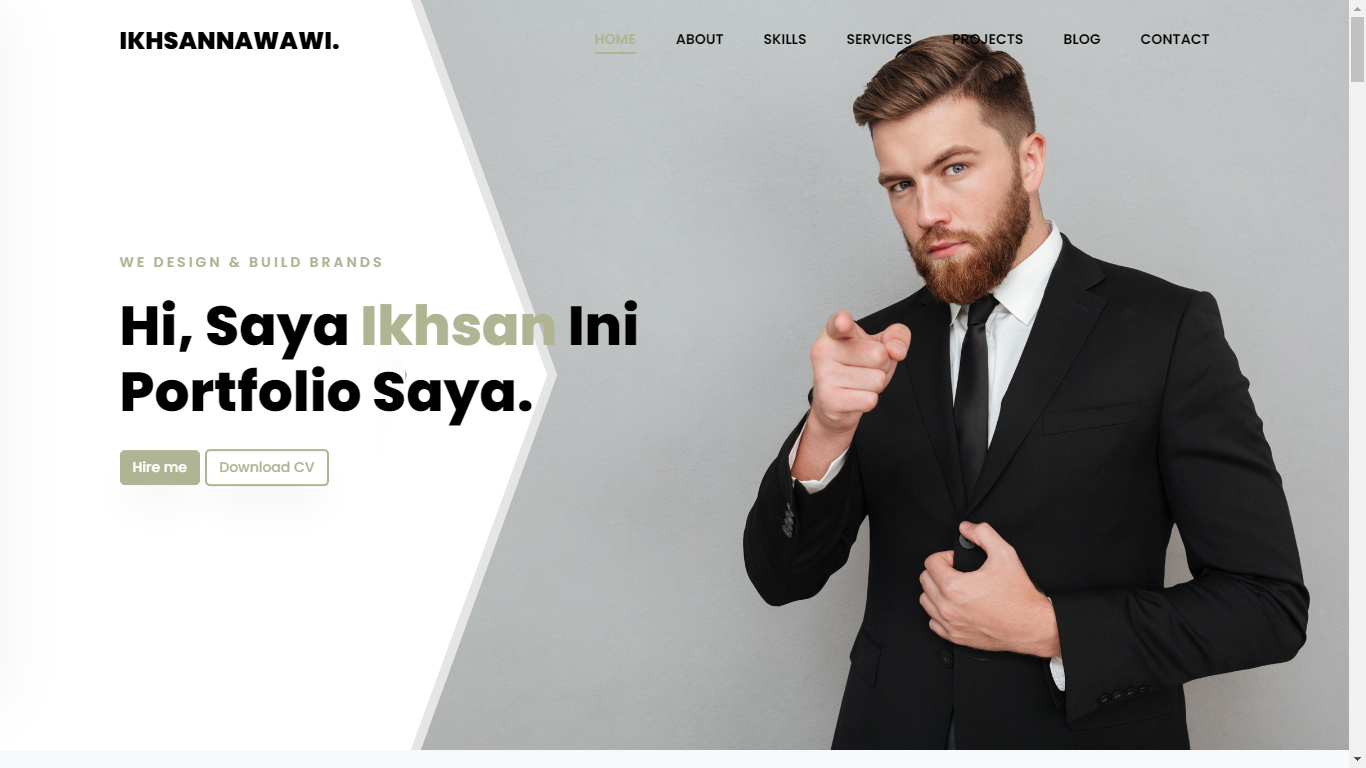 IKHSANNAWAWI.
HOME ABOUT SKILLS SERVICES PROJECTS BLOG CONTACT
WE DESIGN & BUILD BRANDS
Hi, Saya Ikhsan Ini
Portfolio Saya.
Hire me Download CV